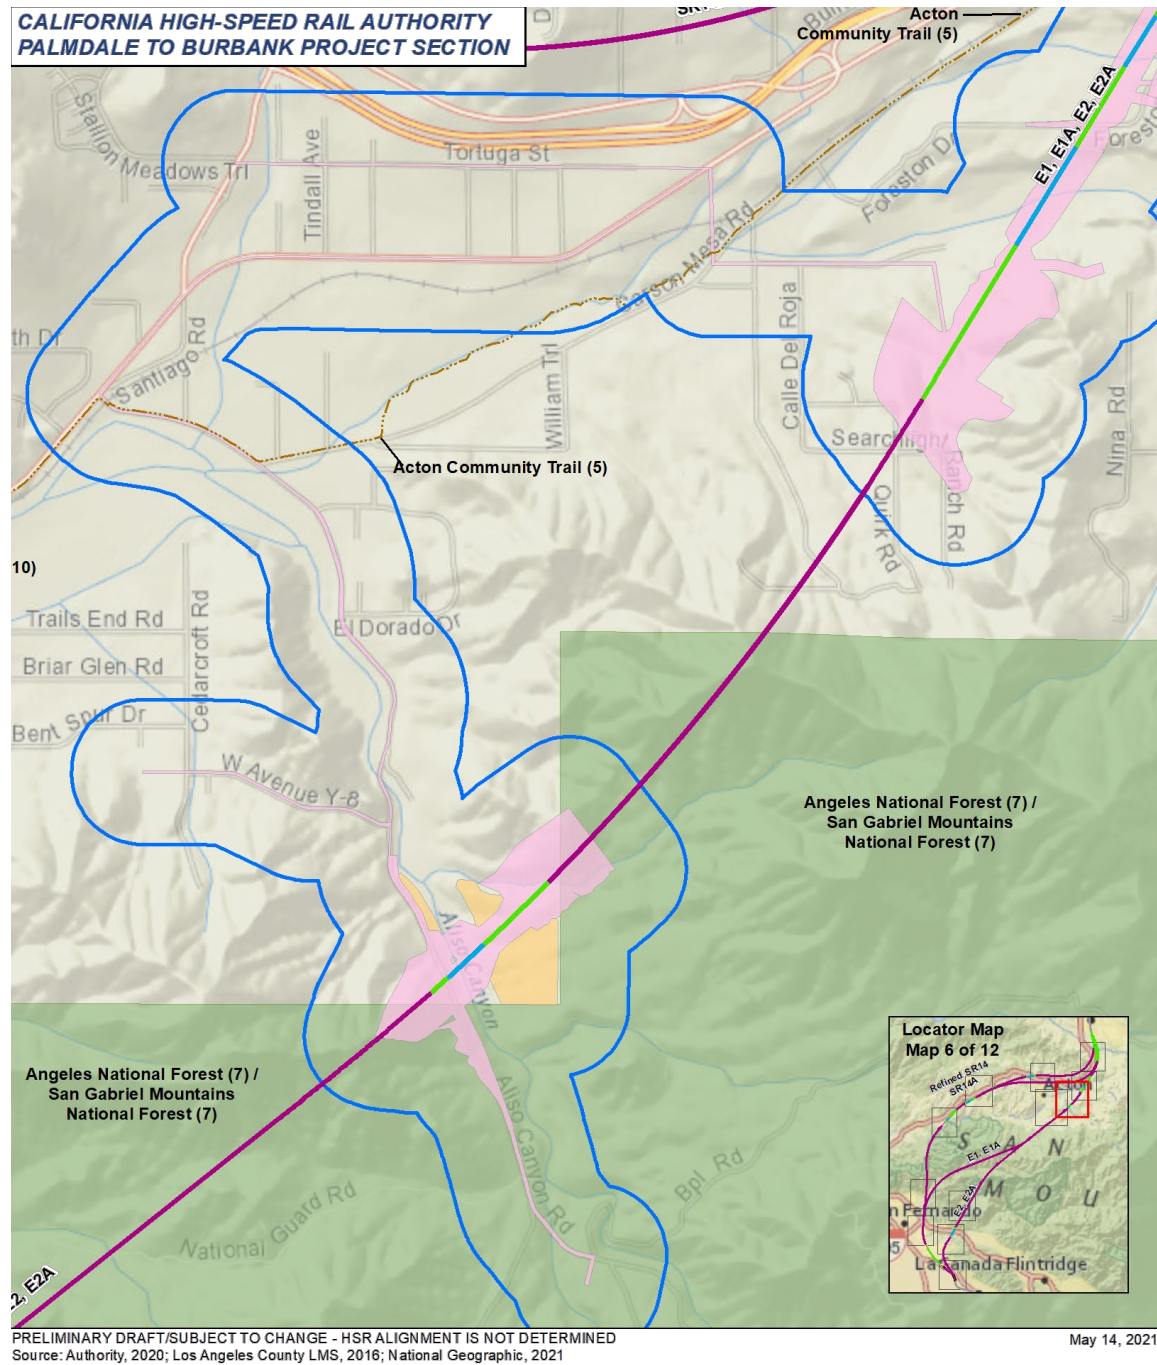 CALIFORNIA HIGH-SPEED RAIL AUTHORITY
PALMDALE TO BURBANK PROJECT SECTION
Acton
Community Trail (5)
E1, E1A, E2, E2A
Stallion
Meadows Trl
Tindall Ave
Tortuga St
Foreston Dr
Carson Mesa Rd
Santiago Rd
William Trl
Calle Del Roja
Searchlight
Ranch Rd
Quirk Rd
Nina Rd
Acton Community Trail (5)
10)
Trails End Rd
Briar Glen Rd
Bent Spur Dr
Cedarcroft Rd
El Dorado Dr
W Avenue Y-8
Angeles National Forest (7) /
San Gabriel Mountains
National Forest (7)
Aliso Canyon
Angeles National Forest (7) /
San Gabriel Mountains
National Forest (7)
Aliso Canyon Rd
Bpl Rd
National Guard Rd
E2, E2A
Locator Map
Map 6 of 12
Refined SR14
SR14A
Acton
E1, E1A
E2, E2A
S A N
M O U
n Fernando
5
La Canada Flintridge
PRELIMINARY DRAFT/SUBJECT TO CHANGE - HSR ALIGNMENT IS NOT DETERMINED
May 14, 2021
Source: Authority, 2020; Los Angeles County LMS, 2016; National Geographic, 2021